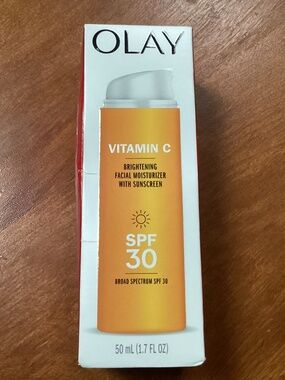 OLAY
VITAMIN C
BRIGHTENING
FACIAL MOISTURIZER
WITH SUNSCREEN
SPF
30
BROAD SPECTRUM SPF 30
50 mL (1.7 FL OZ)